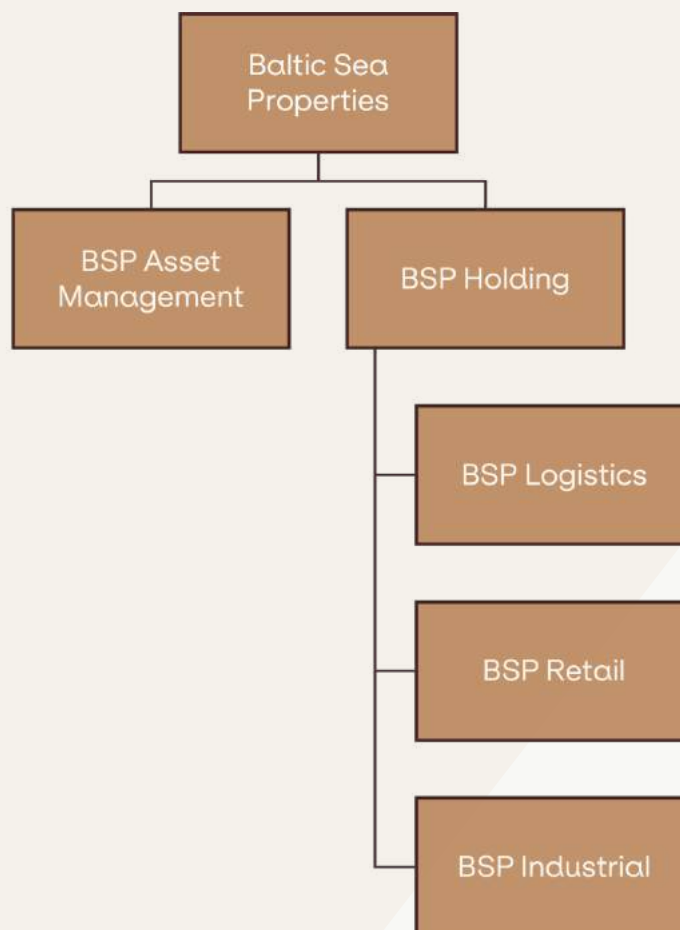 Baltic Sea
Properties
BSP Asset
Management
BSP Holding
BSP Logistics
BSP Retail
BSP Industrial